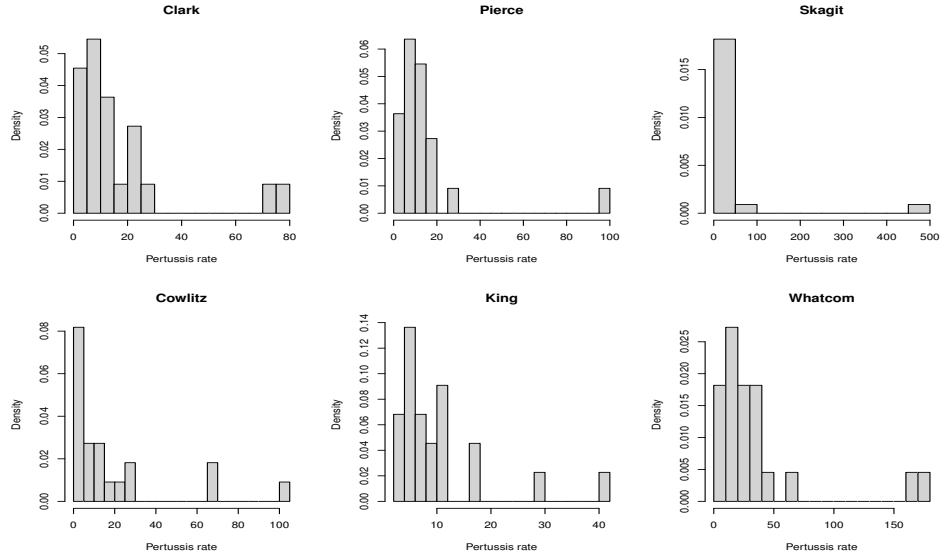 Clark
Density
0.00 0.01 0.02 0.03 0.04 0.05
0 20 40 60 80
Pertussis rate
Pierce
Density
0.00 0.01 0.02 0.03 0.04 0.05 0.06
0 20 40 60 80 100
Pertussis rate
Skagit
Density
0.000 0.005 0.010 0.015
0 100 200 300 400 500
Pertussis rate
Cowlitz
Density
0.00 0.02 0.04 0.06 0.08
0 20 40 60 80 100
Pertussis rate
King
Density
0.00 0.02 0.04 0.06 0.08 0.10 0.12 0.14
10 20 30 40
Pertussis rate
Whatcom
Density
0.000 0.005 0.010 0.015 0.020 0.025
0 50 100 150
Pertussis rate